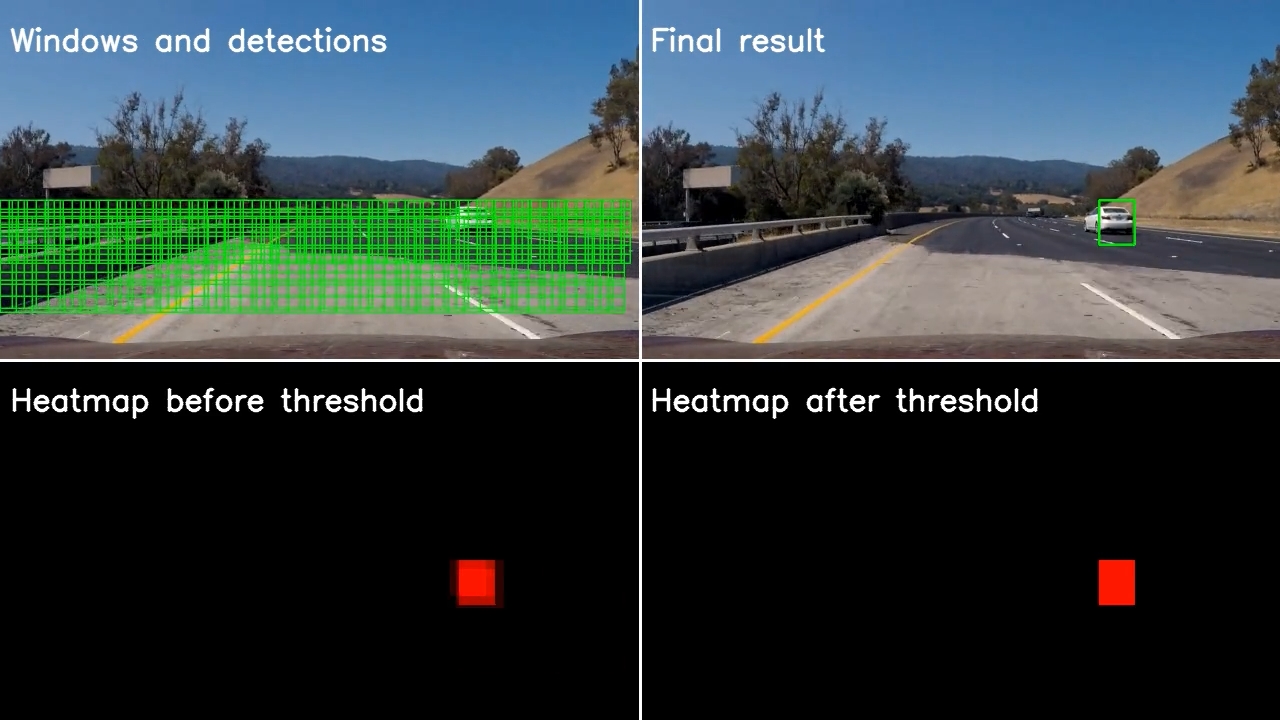 Windows and detections
Final result
Heatmap before threshold
Heatmap after threshold